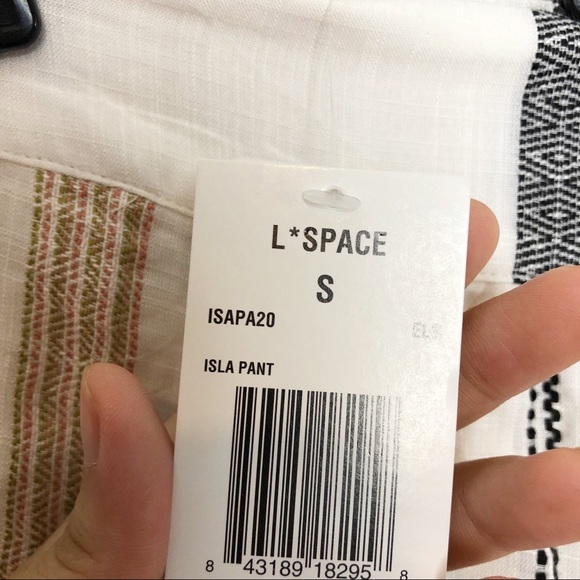 L*SPACE
S
ISAPA20
ISLA PANT
8 43189 18295 8